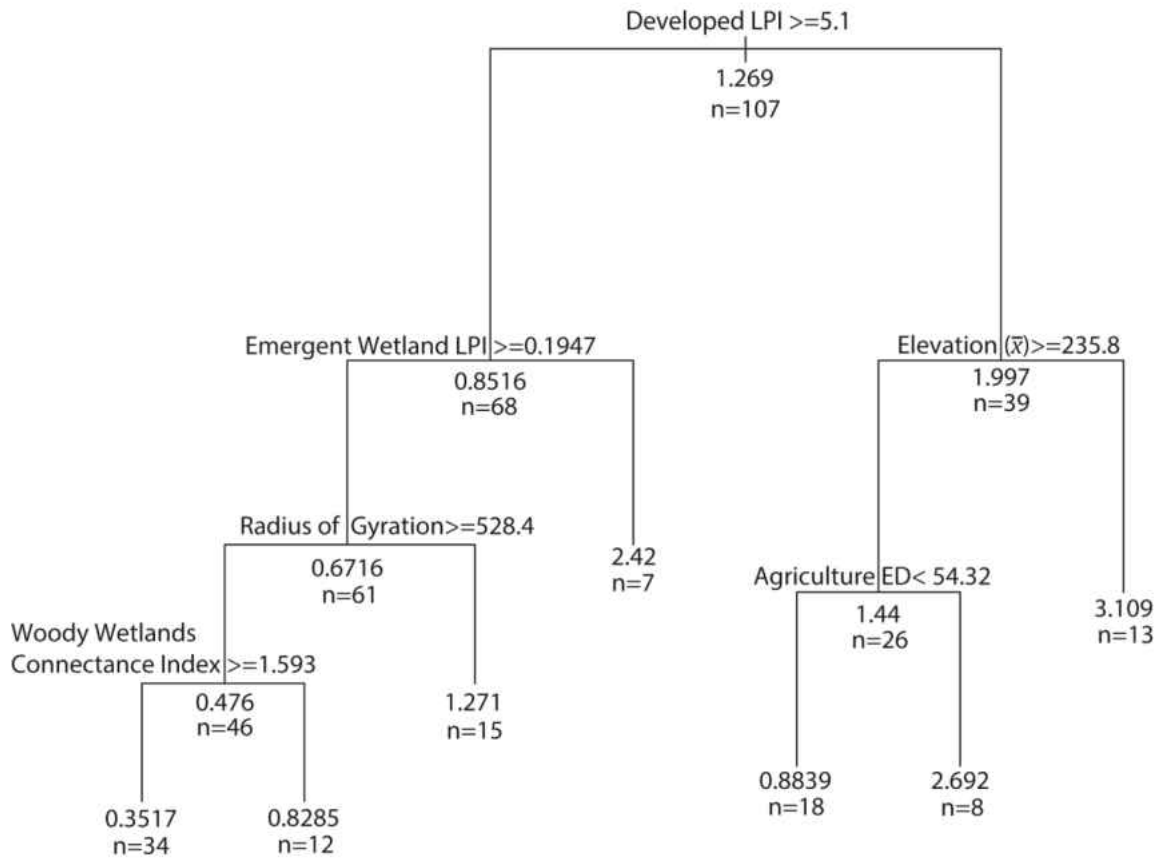 Developed LPI >=5.1
1.269
n=107
Emergent Wetland LPI >=0.1947
0.8516
n=68
Elevation (x̄)>=235.8
1.997
n=39
Radius of Gyration>=528.4
0.6716
n=61
2.42
n=7
Agriculture ED< 54.32
1.44
n=26
3.109
n=13
Woody Wetlands
Connectance Index >=1.593
0.476
n=46
1.271
n=15
0.3517
n=34
0.8285
n=12
0.8839
n=18
2.692
n=8